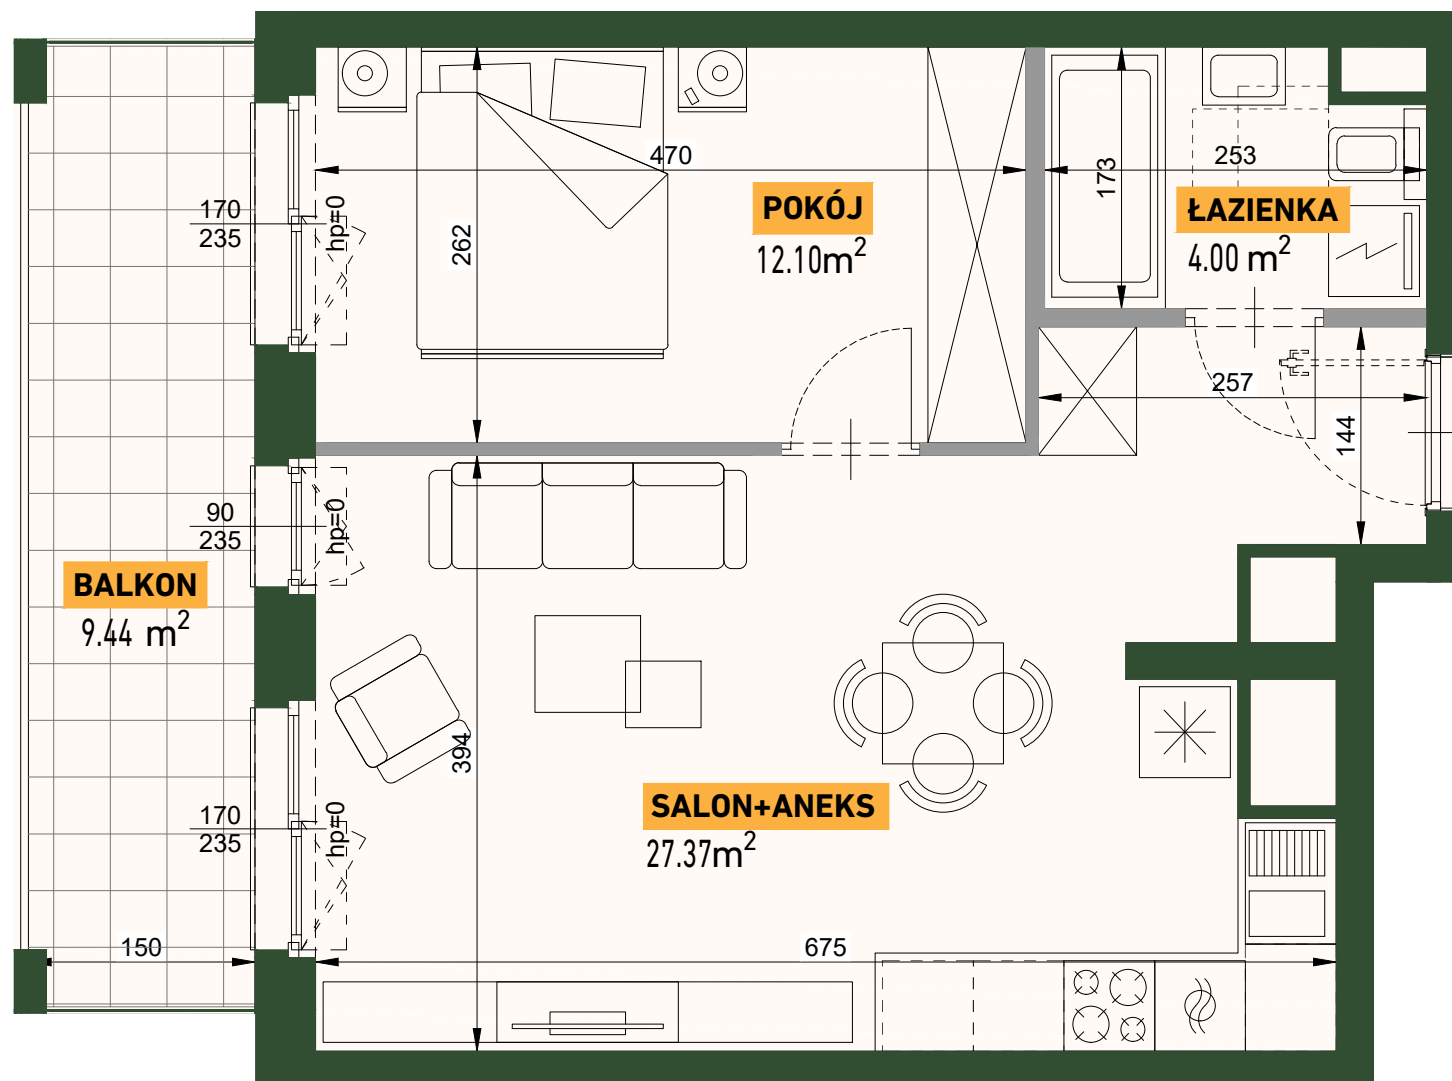 470
POKÓJ
12.10m²
262
170
235
hp=0
173
253
ŁAZIENKA
4.00 m²
257
144
90
235
hp=0
BALKON
9.44 m²
394
SALON+ANEKS
27.37m²
170
235
hp=0
150
675